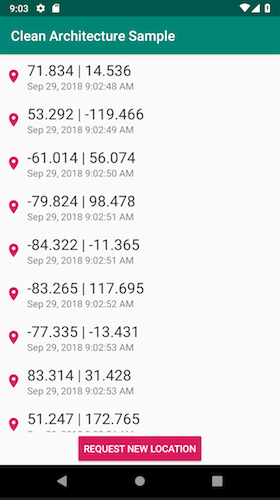 9:03
Clean Architecture Sample
71.834 | 14.536
Sep 29, 2018 9:02:48 AM
53.292 | -119.466
Sep 29, 2018 9:02:49 AM
-61.014 | 56.074
Sep 29, 2018 9:02:50 AM
-79.824 | 98.478
Sep 29, 2018 9:02:51 AM
-84.322 | -11.365
Sep 29, 2018 9:02:51 AM
-83.265 | 117.695
Sep 29, 2018 9:02:52 AM
-77.335 | -13.431
Sep 29, 2018 9:02:53 AM
83.314 | 31.428
Sep 29, 2018 9:02:53 AM
51.247 | 172.765
REQUEST NEW LOCATION